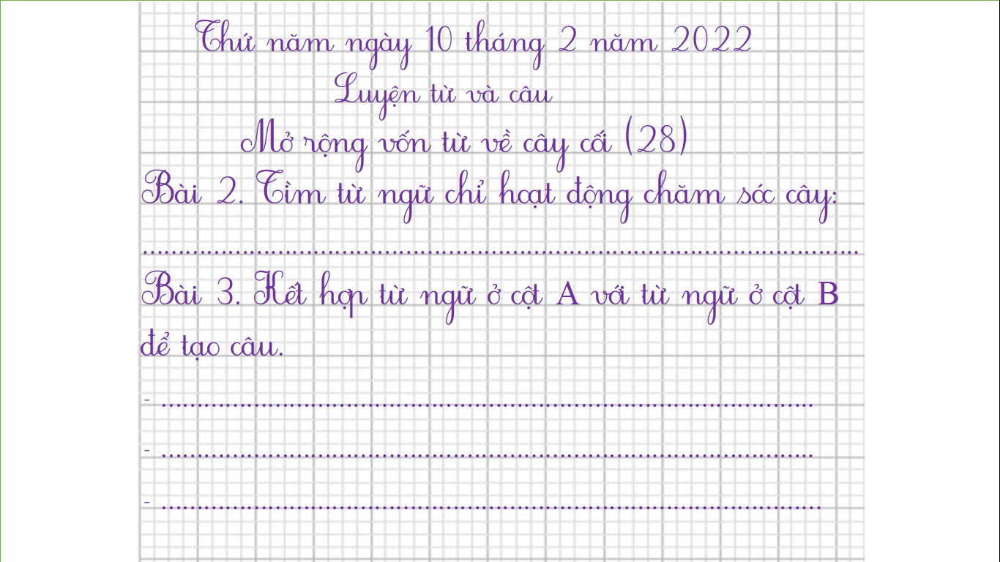 Thứ năm ngày 10 tháng 2 năm 2022
Luyện từ và câu
Mở rộng vốn từ về cây cối (28)
Bài 2. Tìm từ ngữ chỉ hoạt động chăm sóc cây:
................................................................................................
Bài 3. Kết hợp từ ngữ ở cột A với từ ngữ ở cột B
để tạo câu.
- ........................................................................................
- ........................................................................................
- .........................................................................................